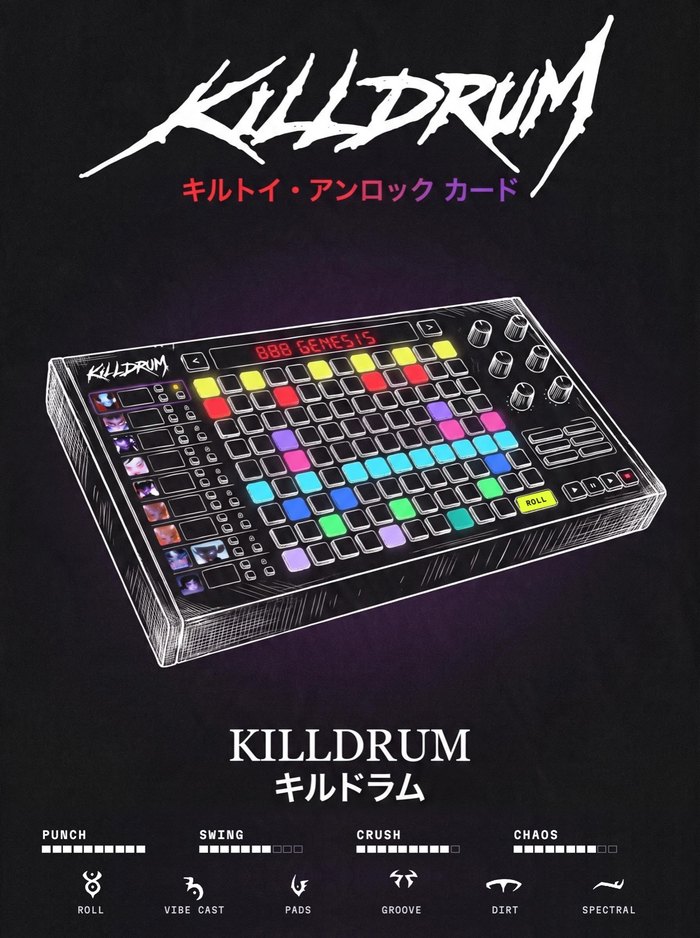 KILLDRUM
キルトイ・アンロック カード
< 888 GENESIS >
KILLDRUM
ROLL
KILLDRUM
キルドラム
PUNCH SWING CRUSH CHAOS
ROLL VIBE CAST PADS GROOVE DIRT SPECTRAL